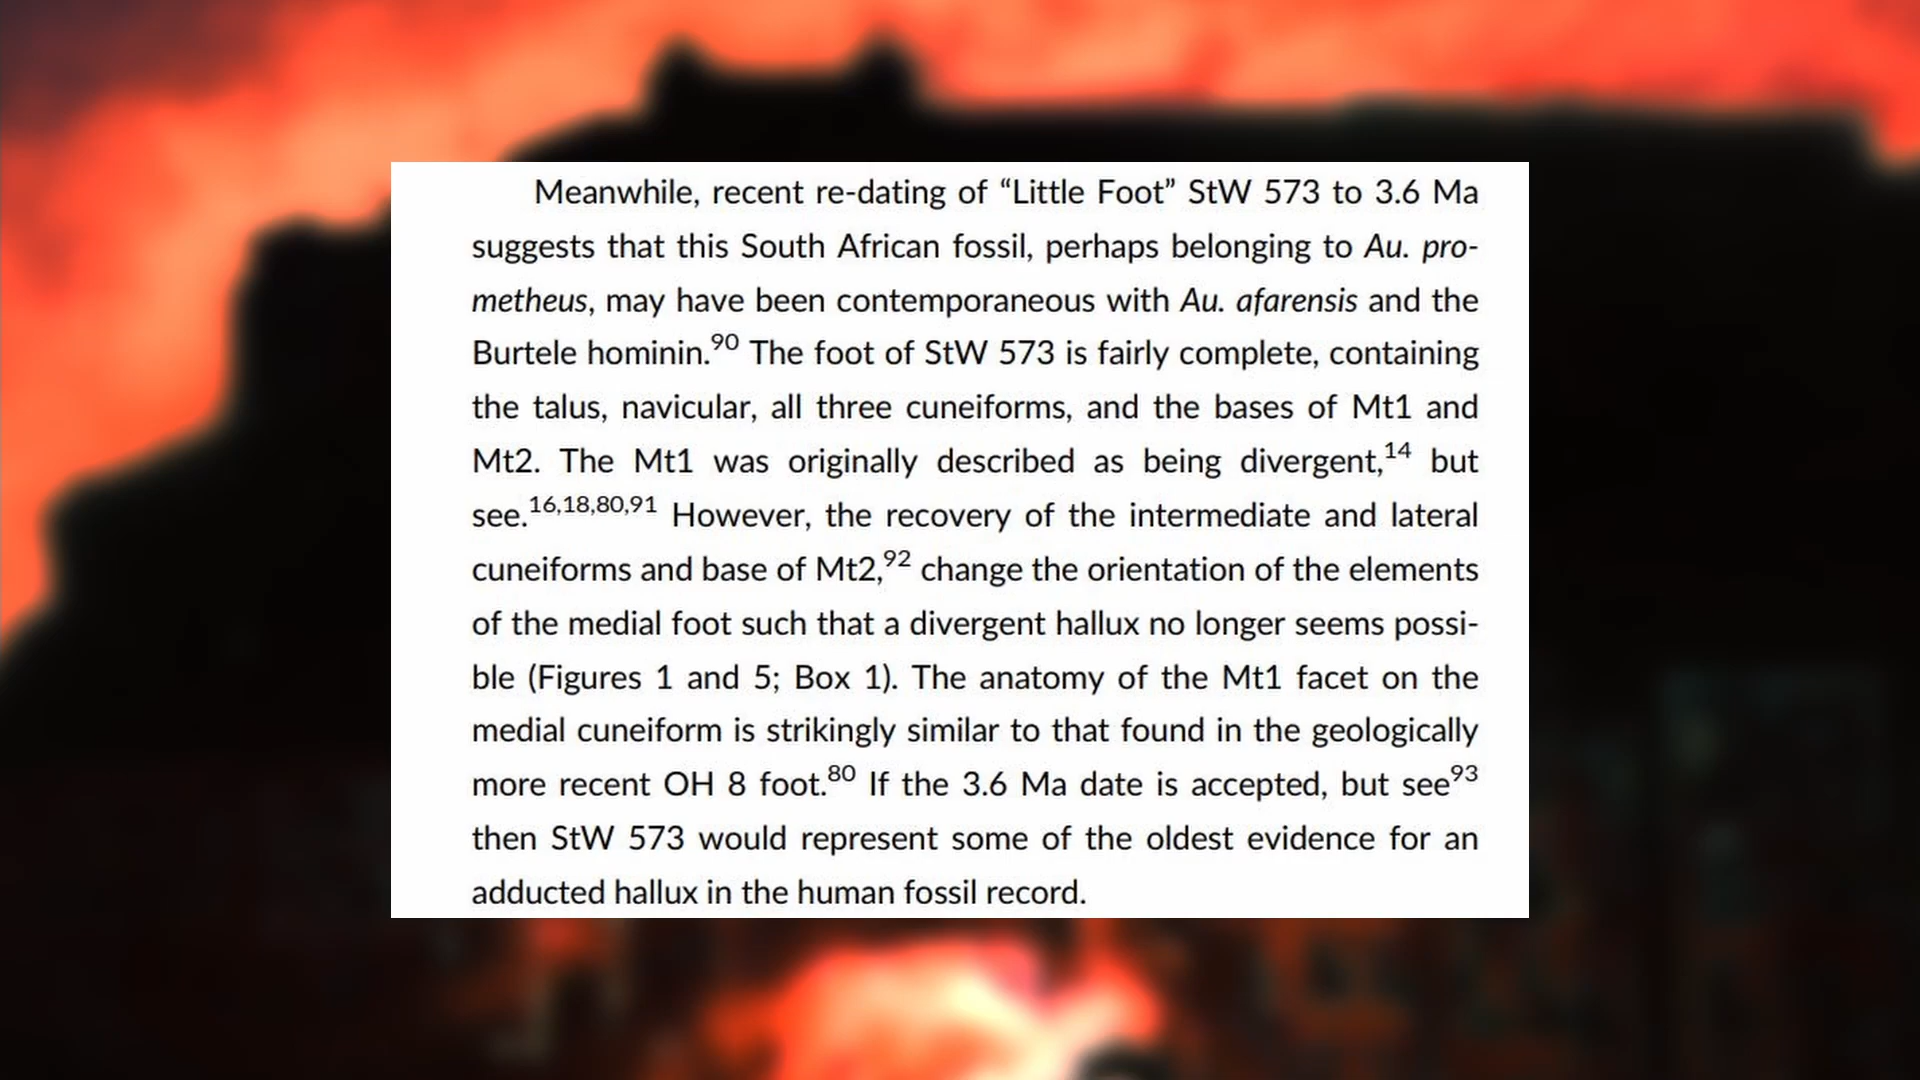 Meanwhile, recent re-dating of “Little Foot” StW 573 to 3.6 Ma
suggests that this South African fossil, perhaps belonging to Au. pro-
metheus, may have been contemporaneous with Au. afarensis and the
Burtele hominin.90 The foot of StW 573 is fairly complete, containing
the talus, navicular, all three cuneiforms, and the bases of Mt1 and
Mt2. The Mt1 was originally described as being divergent,14 but
see.16,18,80,91 However, the recovery of the intermediate and lateral
cuneiforms and base of Mt2,92 change the orientation of the elements
of the medial foot such that a divergent hallux no longer seems possi-
ble (Figures 1 and 5; Box 1). The anatomy of the Mt1 facet on the
medial cuneiform is strikingly similar to that found in the geologically
more recent OH 8 foot.80 If the 3.6 Ma date is accepted, but see93
then StW 573 would represent some of the oldest evidence for an
adducted hallux in the human fossil record.